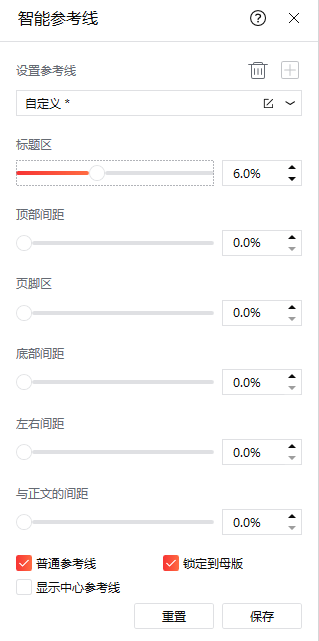 智能参考线
设置参考线
自定义 *
标题区
6.0%
顶部间距
0.0%
页脚区
0.0%
底部间距
0.0%
左右间距
0.0%
与正文的间距
0.0%
普通参考线 锁定到母版
显示中心参考线
重置 保存